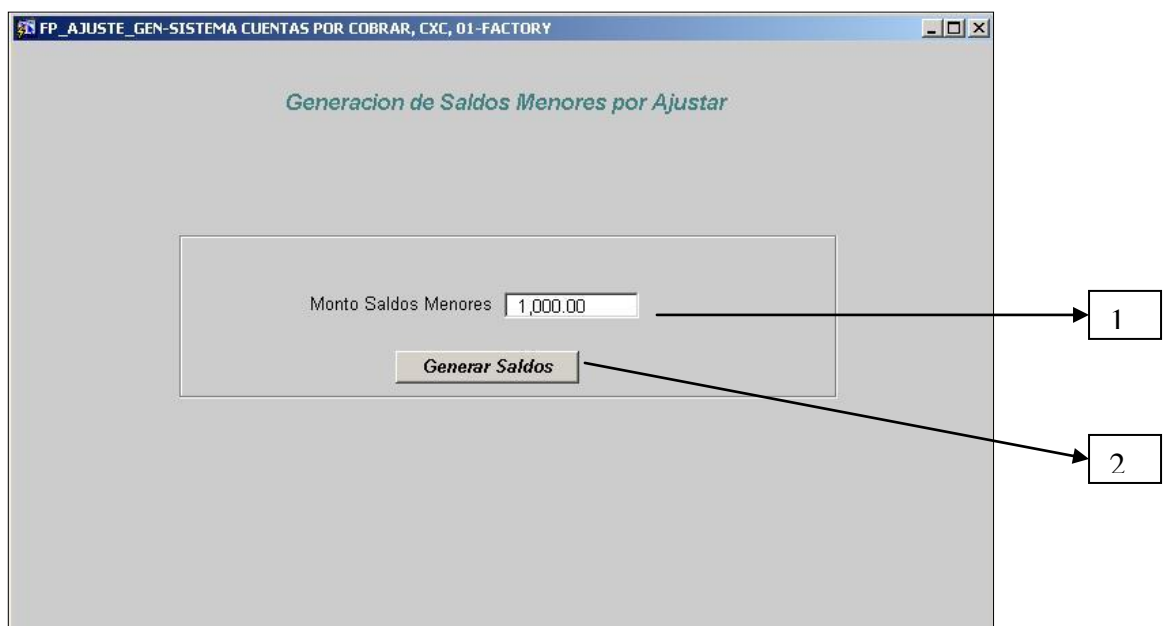 FP_AJUSTE_GEN-SISTEMA CUENTAS POR COBRAR, CXC, 01-FACTORY
Generacion de Saldos Menores por Ajustar
Monto Saldos Menores 1,000.00
1
Generar Saldos
2